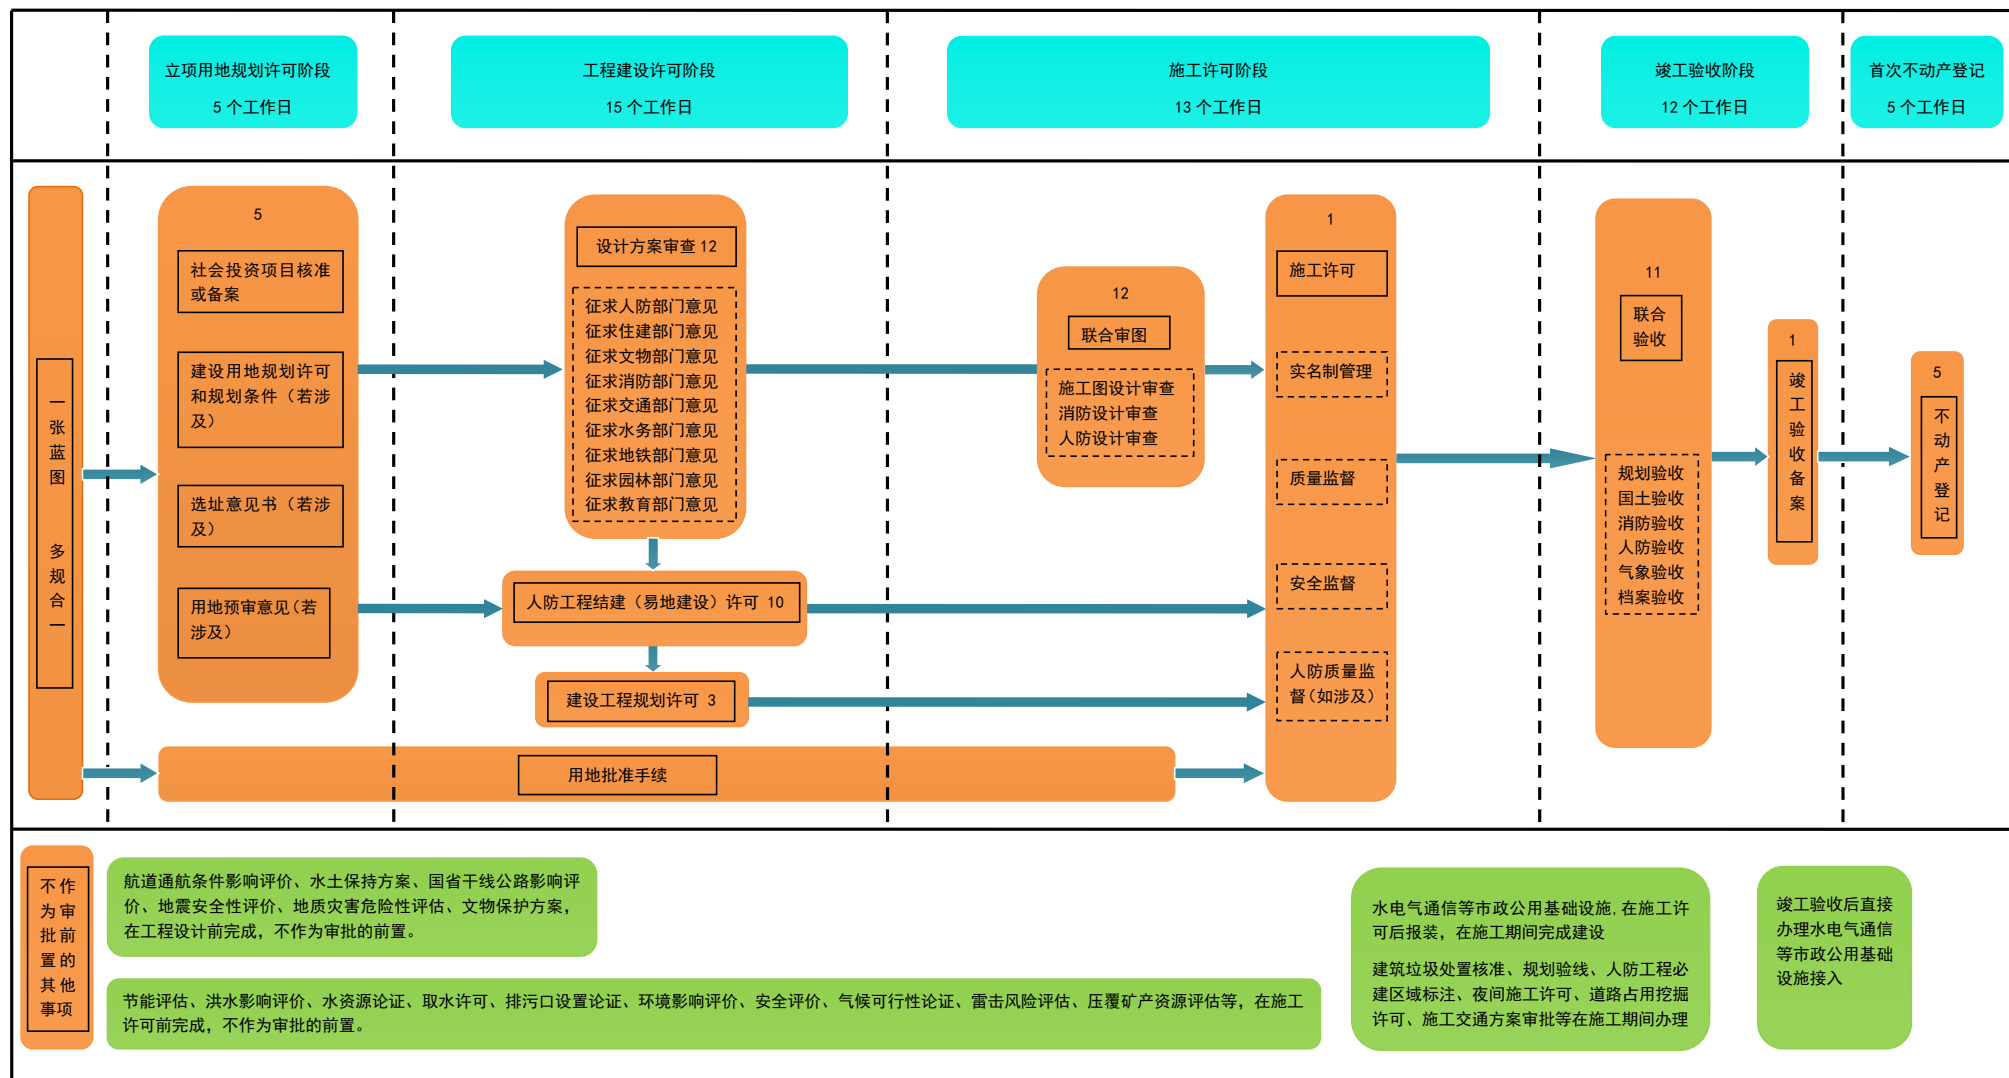 立项用地规划许可阶段
5 个工作日
工程建设许可阶段
15 个工作日
施工许可阶段
13 个工作日
竣工验收阶段
12 个工作日
首次不动产登记
5 个工作日
一张蓝图 多规合一
5
社会投资项目核准
或备案
建设用地规划许可
和规划条件（若涉
及）
选址意见书（若涉
及）
用地预审意见（若
涉及）
设计方案审查 12
征求人防部门意见
征求住建部门意见
征求文物部门意见
征求消防部门意见
征求交通部门意见
征求水务部门意见
征求地铁部门意见
征求园林部门意见
征求教育部门意见
人防工程结建（易地建设）许可 10
建设工程规划许可 3
用地批准手续
12
联合审图
施工图设计审查
消防设计审查
人防设计审查
1
施工许可
实名制管理
质量监督
安全监督
人防质量监
督（如涉及）
11
联合
验收
规划验收
国土验收
消防验收
人防验收
气象验收
档案验收
1
竣工验收备案
5
不动产登记
不作
为审
批前
置的
其他
事项
航道通航条件影响评价、水土保持方案、国省干线公路影响评
价、地震安全性评价、地质灾害危险性评估、文物保护方案，
在工程设计前完成，不作为审批的前置。
节能评估、洪水影响评价、水资源论证、取水许可、排污口设置论证、环境影响评价、安全评价、气候可行性论证、雷击风险评估、压覆矿产资源评估等，在施工
许可前完成，不作为审批的前置。
水电气通信等市政公用基础设施,在施工许
可后报装，在施工期间完成建设
建筑垃圾处置核准、规划验线、人防工程必
建区域标注、夜间施工许可、道路占用挖掘
许可、施工交通方案审批等在施工期间办理
竣工验收后直接
办理水电气通信
等市政公用基础
设施接入